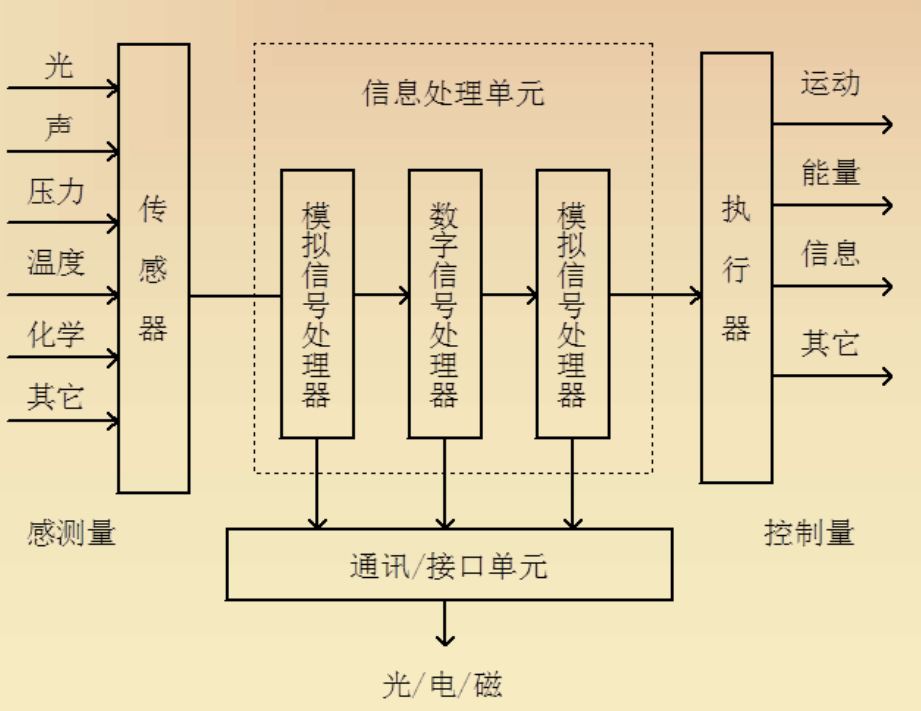 光
声
压力
温度
化学
其它
传感器
信息处理单元
模拟信号处理器
数字信号处理器
模拟信号处理器
执行器
运动
能量
信息
其它
感测量
控制量
通讯/接口单元
光/电/磁